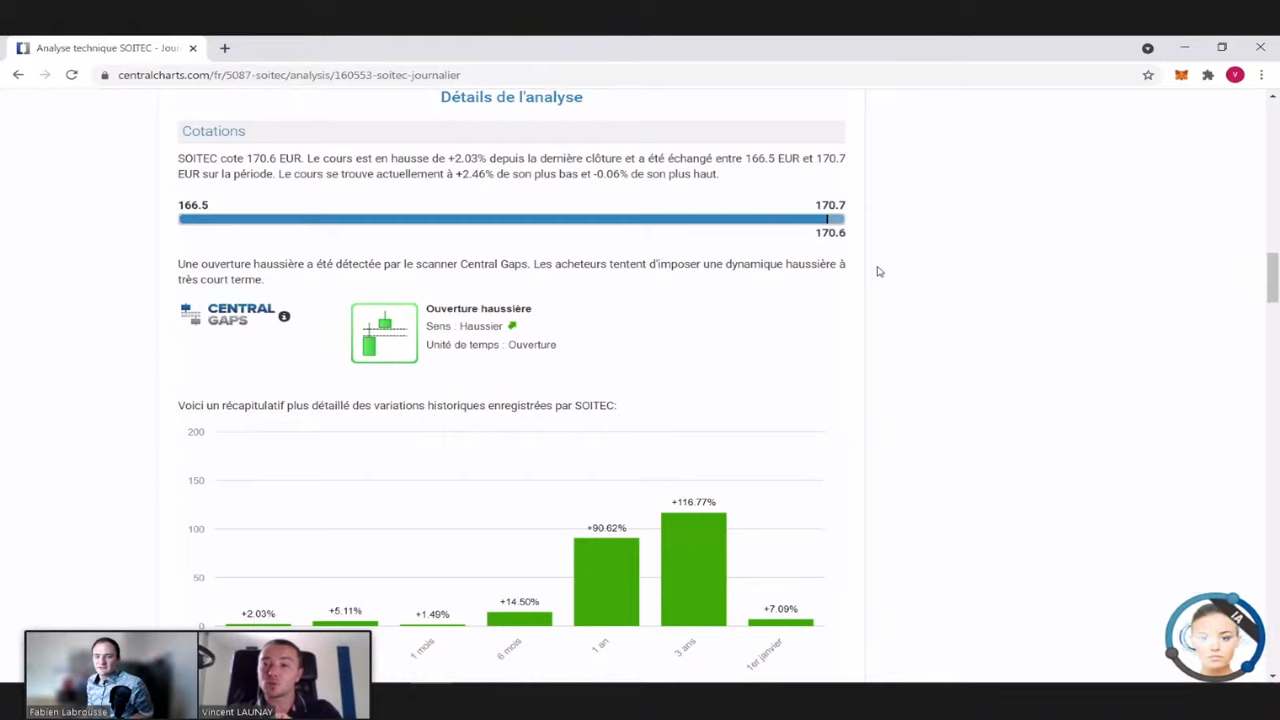 Analyse technique SOITEC - Jour
centralcharts.com/fr/5087-soitec/analysis/160553-soitec-journalier
V
Détails de l'analyse
Cotations
SOITEC cote 170.6 EUR. Le cours est en hausse de +2.03% depuis la dernière clôture et a été échangé entre 166.5 EUR et 170.7
EUR sur la période. Le cours se trouve actuellement à +2.46% de son plus bas et -0.06% de son plus haut.
166.5
170.7
170.6
Une ouverture haussière a été détectée par le scanner Central Gaps. Les acheteurs tentent d'imposer une dynamique haussière à
très court terme.
CENTRAL
GAPS
Ouverture haussière
Sens : Haussier
Unité de temps : Ouverture
Voici un récapitulatif plus détaillé des variations historiques enregistrées par SOITEC:
200
150
100
50
0
+2.03%
+5.11%
+1.49%
+14.50%
+90.62%
+116.77%
+7.09%
1 mois
6 mois
1 an
3 ans
1er janvier
IA
Fabien Labrousse
Vincent LAUNAY